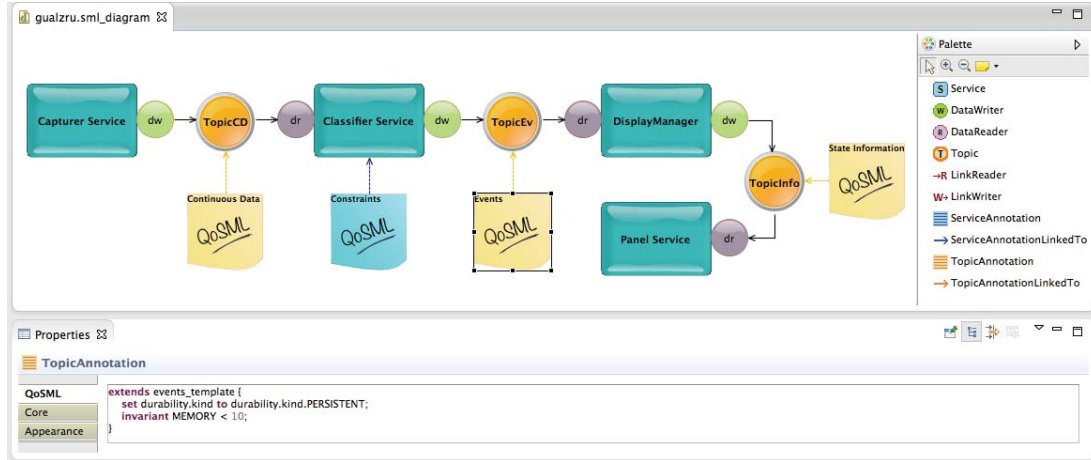 gualzru.sml_diagram
Capturer Service
dw
TopicCD
dr
Classifier Service
dw
TopicEv
dr
DisplayManager
dw
State Information
QoSML
TopicInfo
Continuous Data
QoSML
Constraints
QoSML
Events
QoSML
Panel Service
dr
Palette
S Service
W DataWriter
R DataReader
T Topic
→R LinkReader
W→ LinkWriter
ServiceAnnotation
ServiceAnnotationLinkedTo
TopicAnnotation
TopicAnnotationLinkedTo
Properties
TopicAnnotation
QoSML
Core
Appearance
extends events_template {
set durability.kind to durability.kind.PERSISTENT;
invariant MEMORY < 10;
}